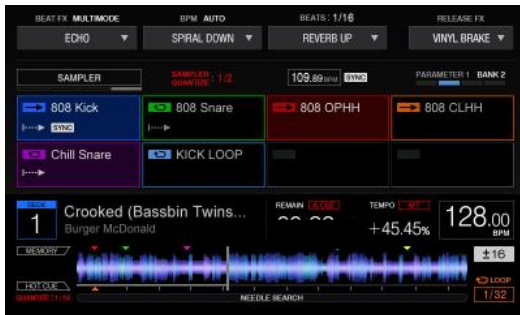 BEAT FX MULTIMODE BPM AUTO BEATS : 1/16 RELEASE FX
ECHO SPIRAL DOWN REVERB UP VINYL BRAKE
SAMPLER SAMPLER QUANTIZE : 1/2 109.89 BPM SYNC PARAMETER 1 BANK 2
808 Kick 808 Snare 808 OPHH 808 CLHH
SYNC
Chill Snare KICK LOOP
DECK 1 Crooked (Bassbin Twins... REMAIN A.CUE TEMPO MT 128.00 BPM
Burger McDonald +45.45%
MEMORY ±16
HOT CUE LOOP
QUANTIZE : 1/16 NEEDLE SEARCH 1/32